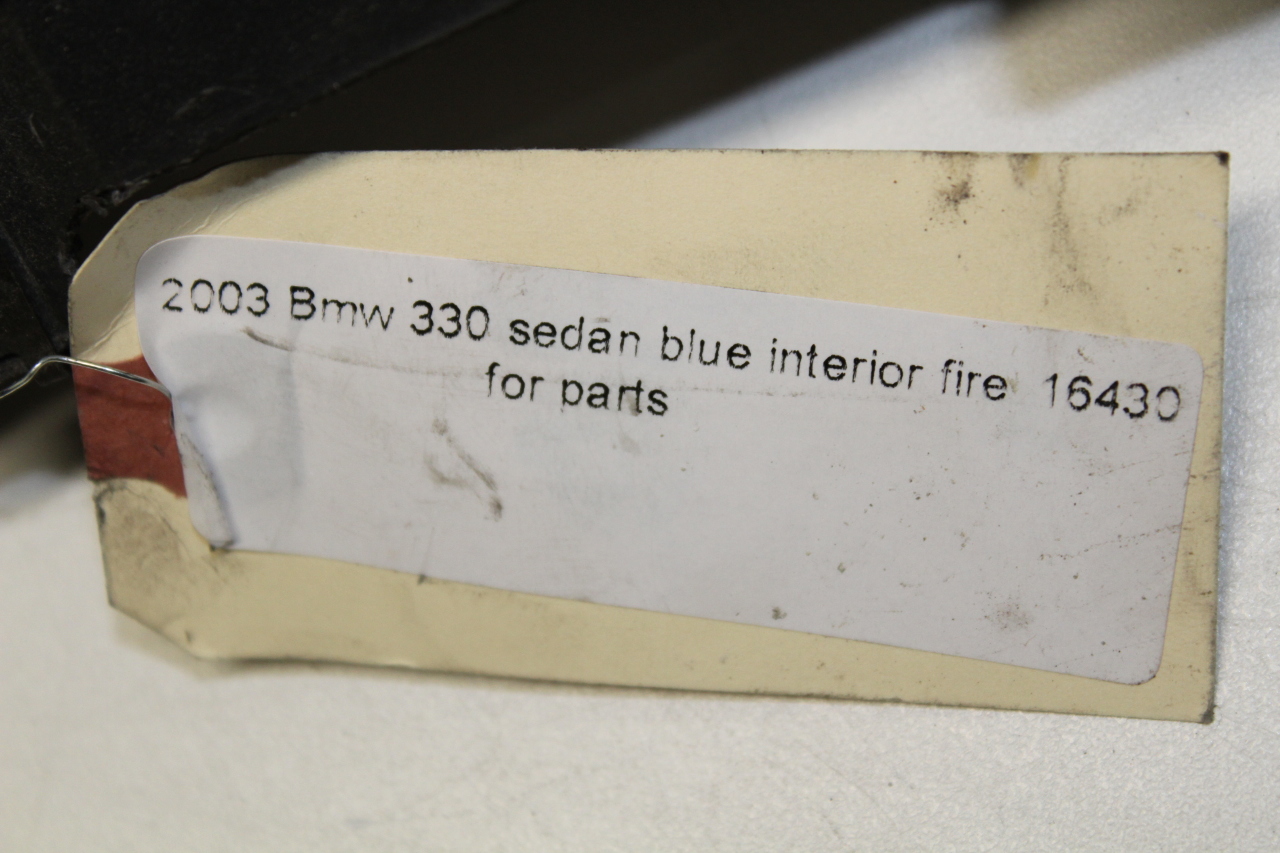 2003 Bmw 330 sedan blue interior fire 16430
for parts